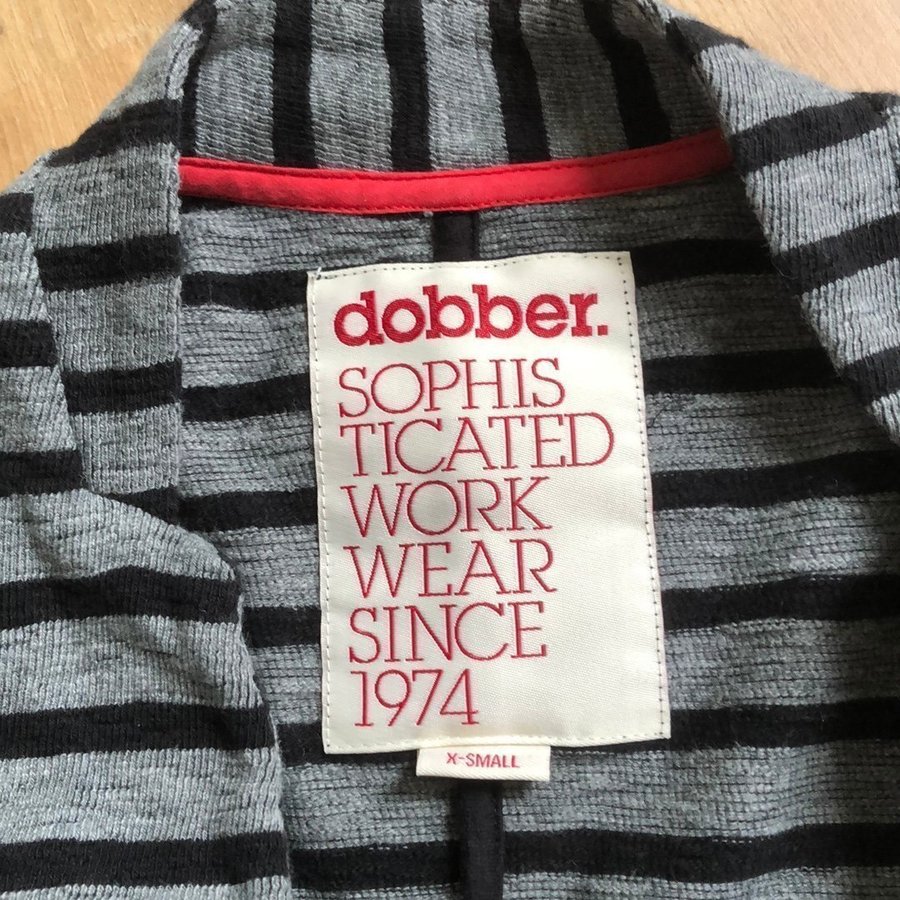 dobber.
SOPHIS
TICATED
WORK
WEAR
SINCE
1974
X-SMALL